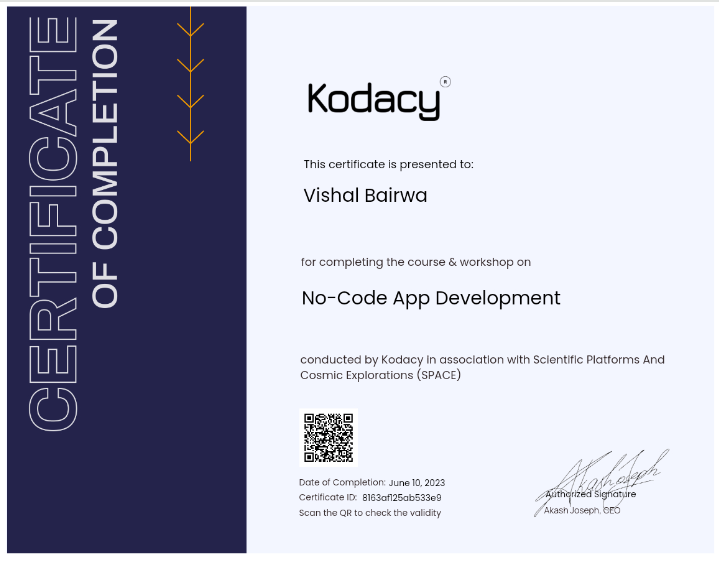 CERTIFICATE
OF COMPLETION
Kodacy®
This certificate is presented to:
Vishal Bairwa
for completing the course & workshop on
No-Code App Development
conducted by Kodacy in association with Scientific Platforms And
Cosmic Explorations (SPACE)
Date of Completion: June 10, 2023
Certificate ID: 8163af125ab533e9
Scan the QR to check the validity
Akash Joseph
Authorized Signature
Akash Joseph, CEO